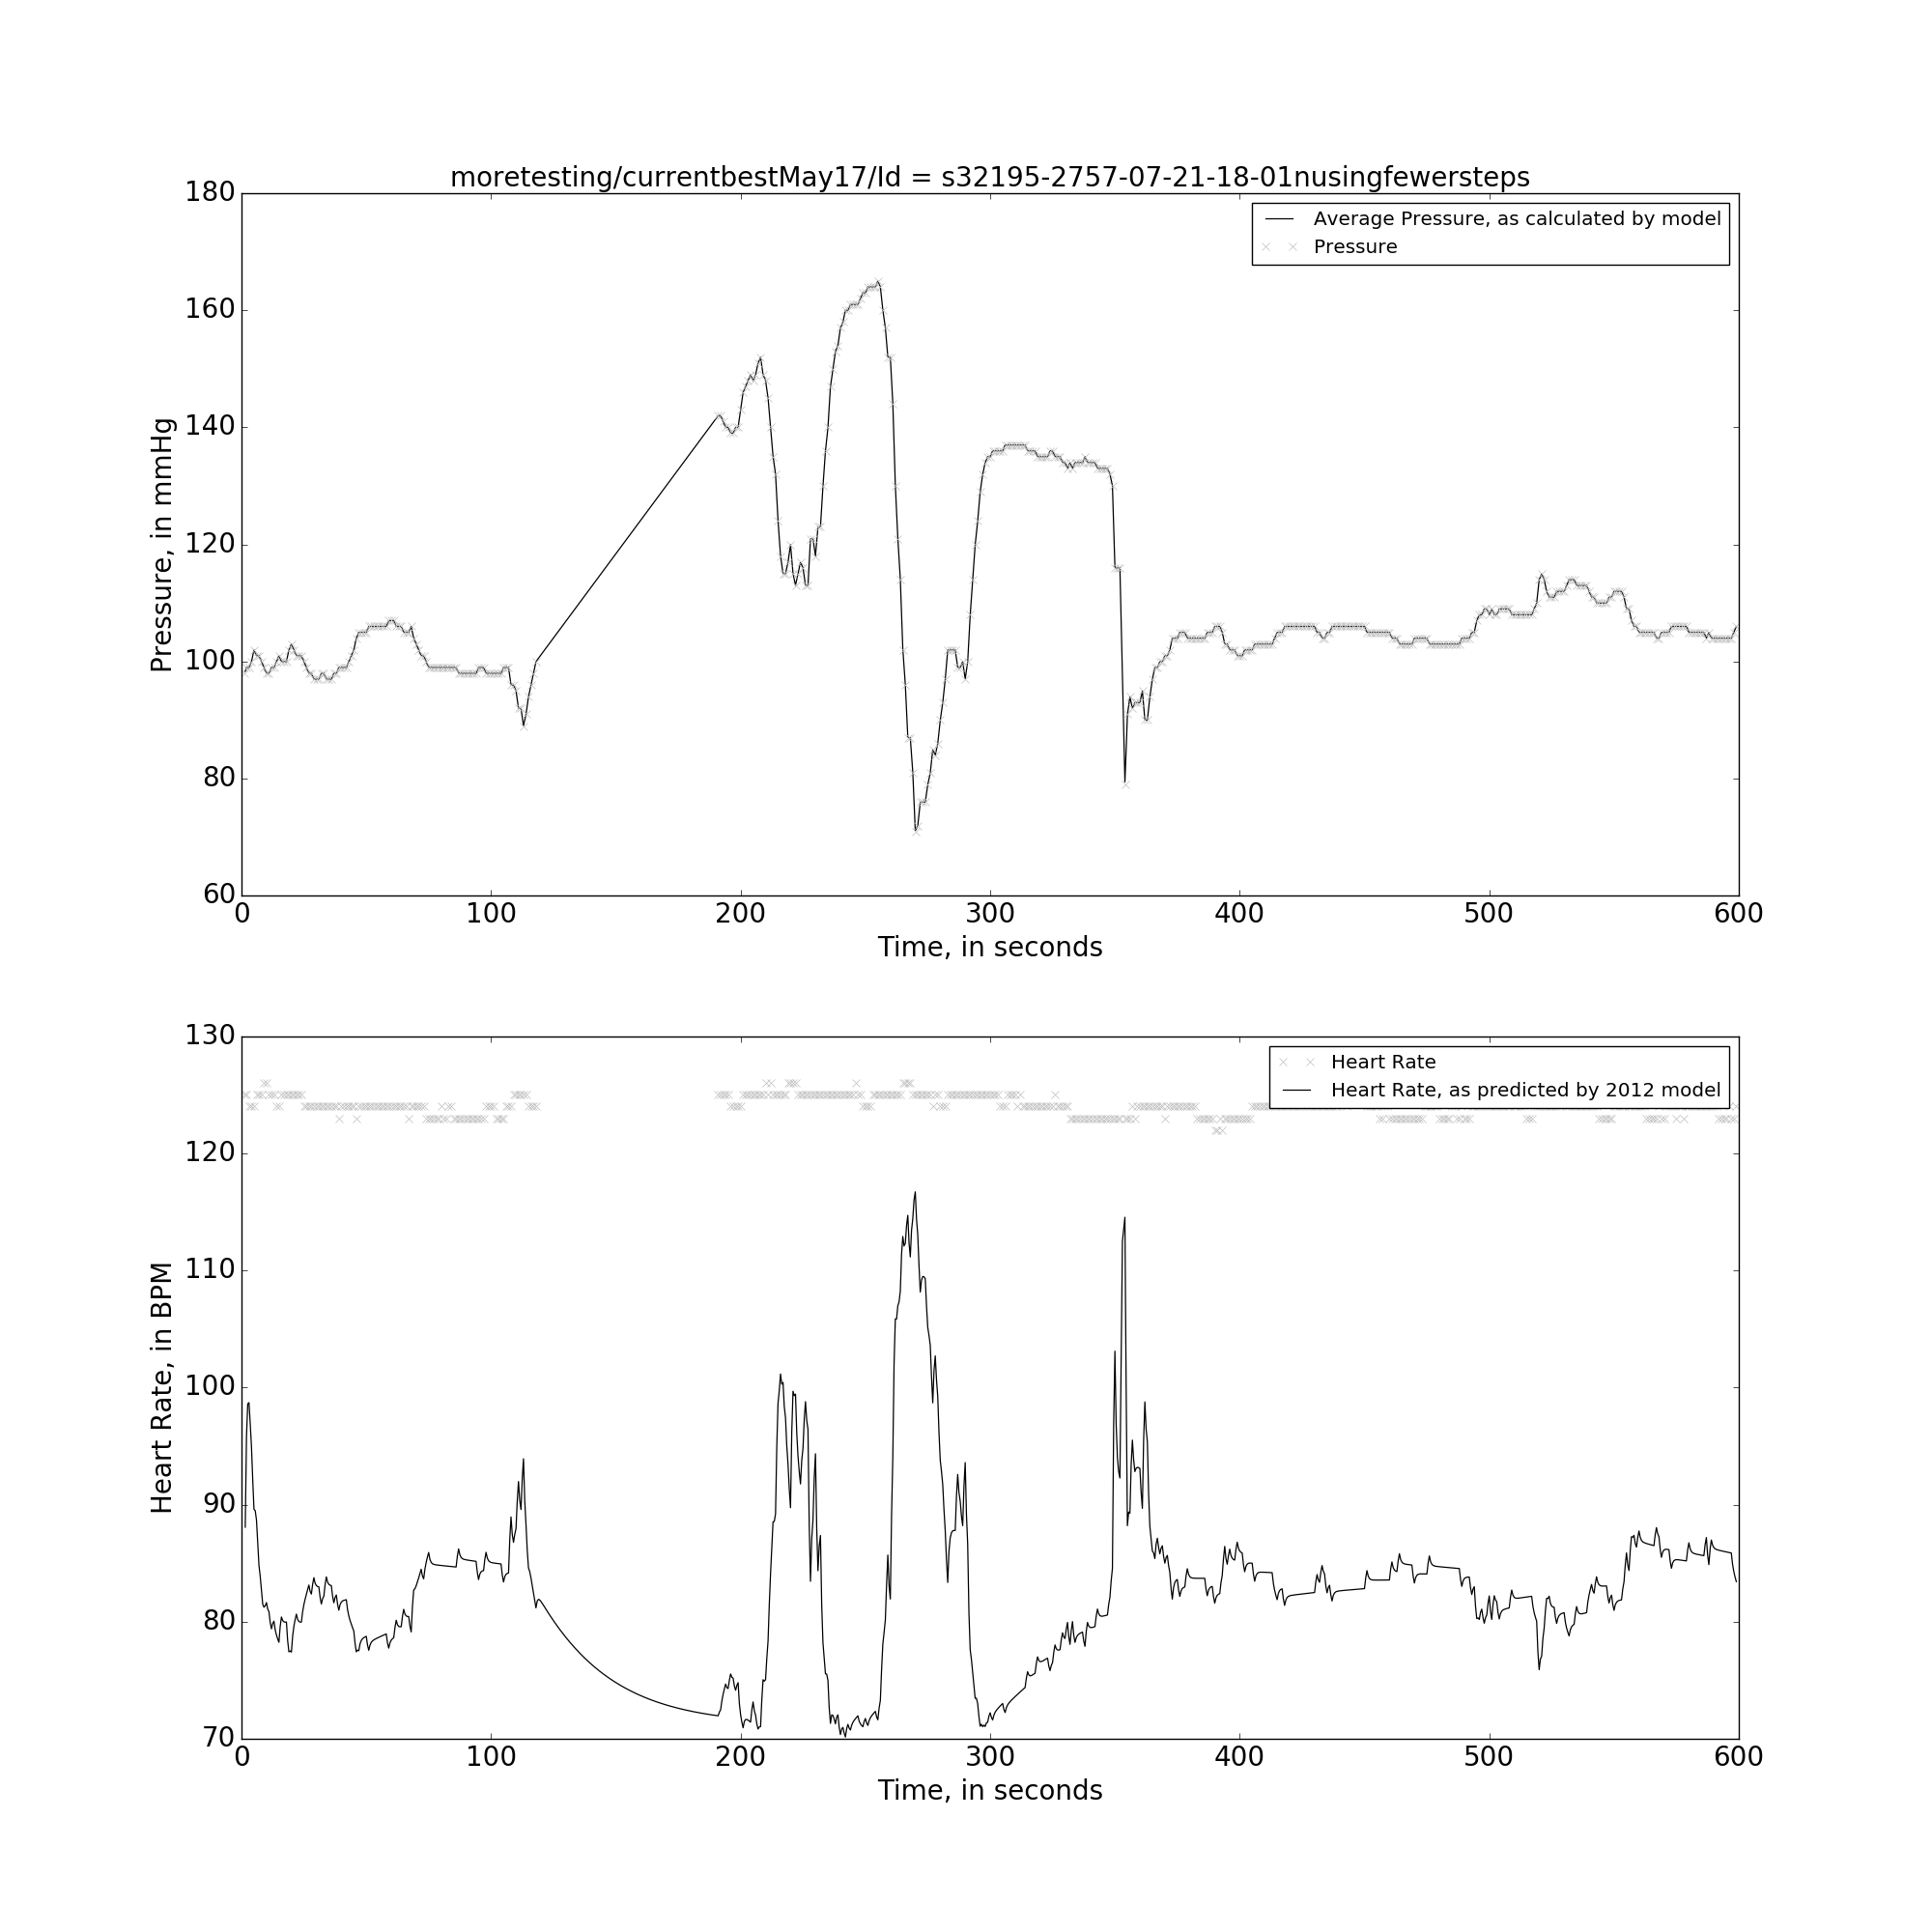 moretesting/currentbestMay17/Id = s32195-2757-07-21-18-01nusingfewersteps
Average Pressure, as calculated by model
Pressure
180
160
140
120
100
80
60
Pressure, in mmHg
0 100 200 300 400 500 600
Time, in seconds
Heart Rate
Heart Rate, as predicted by 2012 model
130
120
110
100
90
80
70
Heart Rate, in BPM
0 100 200 300 400 500 600
Time, in seconds